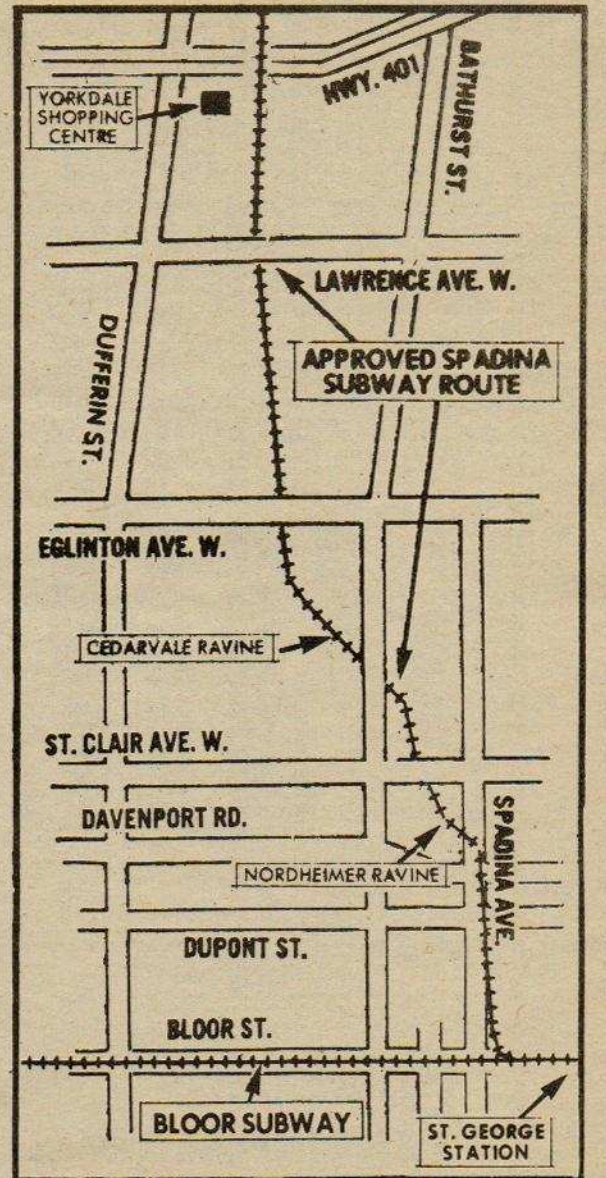 YORKDALE
SHOPPING
CENTRE
HWY. 401
BATHURST ST.
LAWRENCE AVE. W.
DUFFERIN ST.
APPROVED SPADINA
SUBWAY ROUTE
EGLINTON AVE. W.
CEDARVALE RAVINE
ST. CLAIR AVE. W.
DAVENPORT RD.
SPADINA AVE.
NORDHEIMER RAVINE
DUPONT ST.
BLOOR ST.
BLOOR SUBWAY
ST. GEORGE
STATION